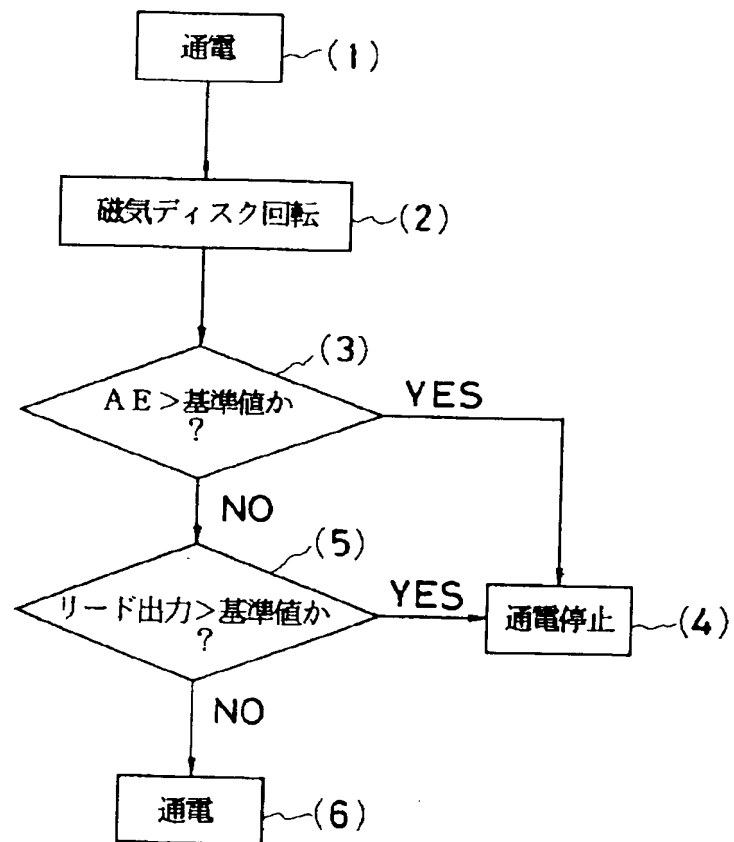 通電
(1)
磁気ディスク回転
(2)
(3)
AE>基準値か
?
YES
NO
(5)
リード出力>基準値か
?
YES
通電停止
(4)
NO
通電
(6)